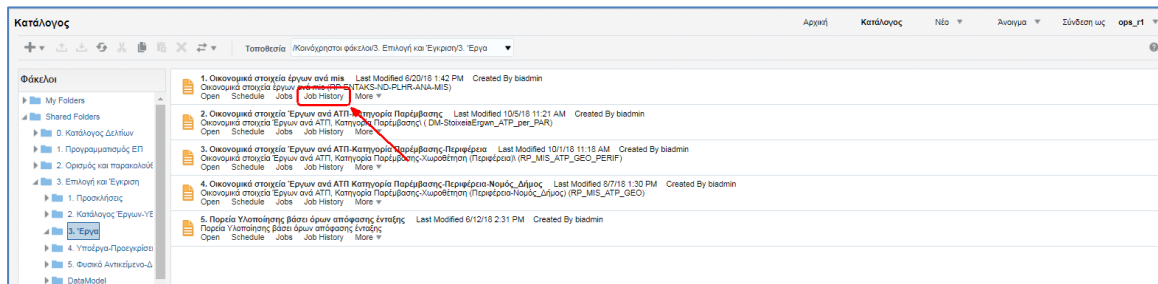 Κατάλογος Αρχική Κατάλογος Νέο Άνοιγμα Σύνδεση ως ops_r1
Τοποθεσία /Κοινόχρηστοι φάκελοι/3. Επιλογή και Έγκριση/3. Έργα
Φάκελοι
My Folders
Shared Folders
0. Κατάλογος Δελτίων
1. Προγραμματισμός ΕΠ
2. Ορισμός και παρακολούθ
3. Επιλογή και Έγκριση
1. Προσκλήσεις
2. Κατάλογος Έργων-ΥΕ
3. Έργα
4. Υποέργα-Προεγκρίσε
5. Φυσικό Αντικείμενο-Δ
DataModel
1. Οικονομικά στοιχεία έργων ανά mis Last Modified 6/20/18 1:42 PM Created By biadmin
Οικονομικά στοιχεία έργων ανά mis (RP-ENTAKS-ND-PLHR-ANA-MIS)
Open Schedule Jobs Job History More
2. Οικονομικά στοιχεία Έργων ανά ΑΤΠ-Κατηγορία Παρέμβασης Last Modified 10/5/18 11:21 AM Created By biadmin
Οικονομικά στοιχεία Έργων ανά ΑΤΠ, Κατηγορία Παρέμβασης\ ( DM-StoixeiaErgwn_ATP_per_PAR)
Open Schedule Jobs Job History More
3. Οικονομικά στοιχεία Έργων ανά ΑΤΠ-Κατηγορία Παρέμβασης-Περιφέρεια Last Modified 10/1/18 11:18 AM Created By biadmin
Οικονομικά στοιχεία Έργων ανά ΑΤΠ, Κατηγορία Παρέμβασης-Χωροθέτηση (Περιφέρεια)\ (RP_MIS_ATP_GEO_PERIF)
Open Schedule Jobs Job History More
4. Οικονομικά στοιχεία Έργων ανά ΑΤΠ Κατηγορία Παρέμβασης-Περιφέρεια-Νομός_Δήμος Last Modified 8/7/18 1:30 PM Created By biadmin
Οικονομικά στοιχεία Έργων ανά ΑΤΠ, Κατηγορία Παρέμβασης-Χωροθέτηση (Περιφέρεια-Νομός_Δήμος) (RP_MIS_ATP_GEO)
Open Schedule Jobs Job History More
5. Πορεία Υλοποίησης βάσει όρων απόφασης ένταξης Last Modified 6/12/18 2:31 PM Created By biadmin
Πορεία Υλοποίησης βάσει όρων απόφασης ένταξης
Open Schedule Jobs Job History More